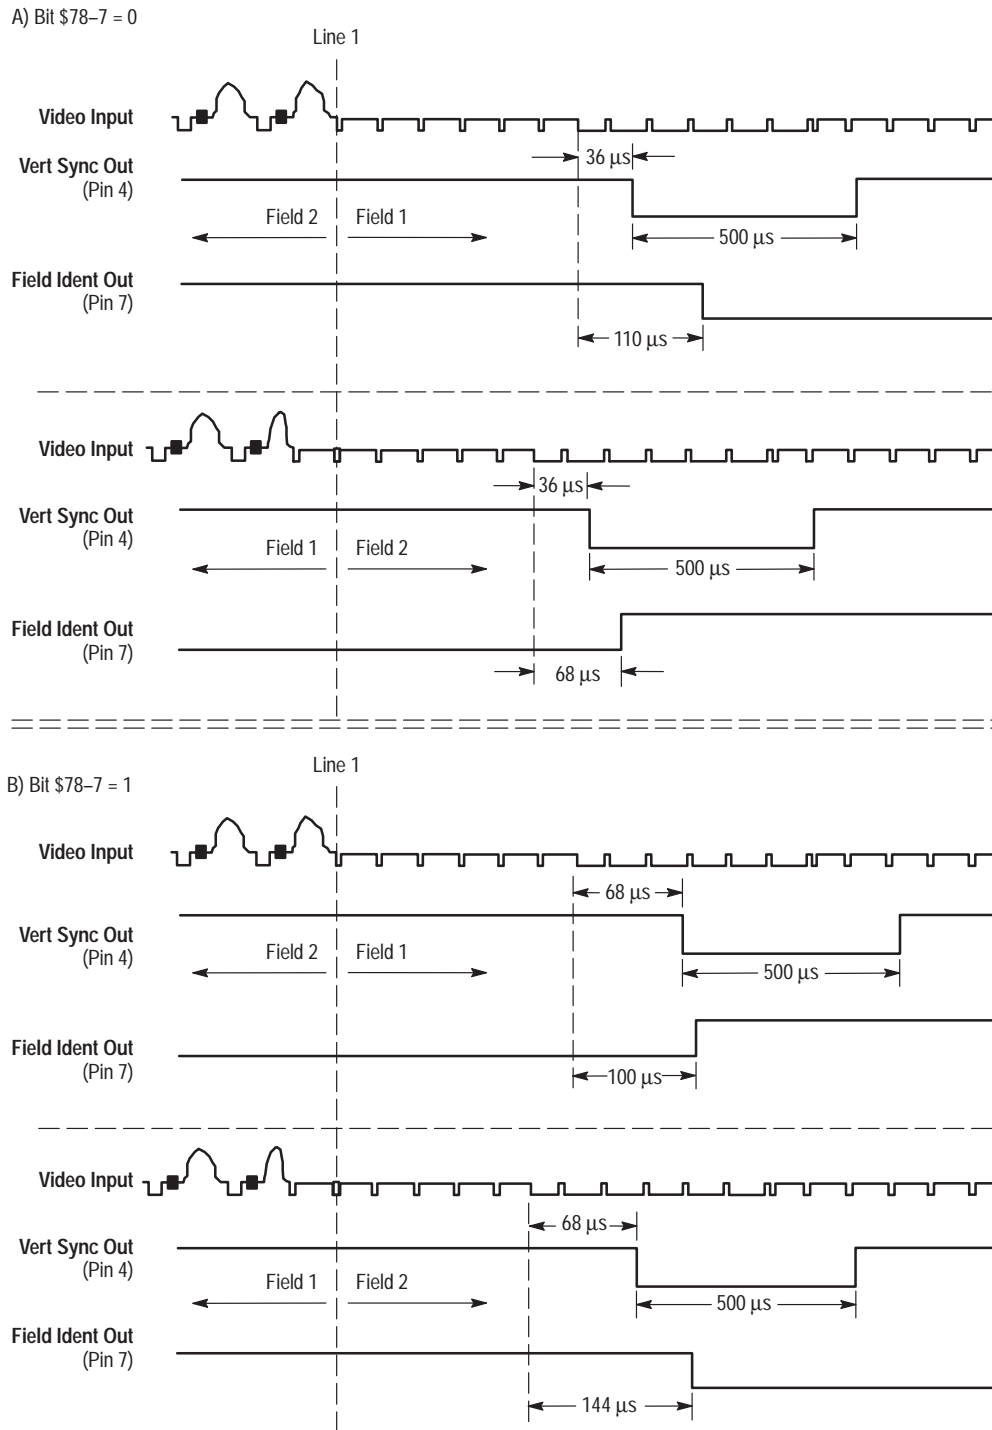 A) Bit $78–7 = 0
Line 1
Video Input
36 µs
Vert Sync Out
(Pin 4)
Field 2 Field 1
500 µs
Field Ident Out
(Pin 7)
110 µs
Video Input
36 µs
Vert Sync Out
(Pin 4)
Field 1 Field 2
500 µs
Field Ident Out
(Pin 7)
68 µs
Line 1
B) Bit $78–7 = 1
Video Input
68 µs
Vert Sync Out
(Pin 4)
Field 2 Field 1
500 µs
Field Ident Out
(Pin 7)
100 µs
Video Input
68 µs
Vert Sync Out
(Pin 4)
Field 1 Field 2
500 µs
Field Ident Out
(Pin 7)
144 µs